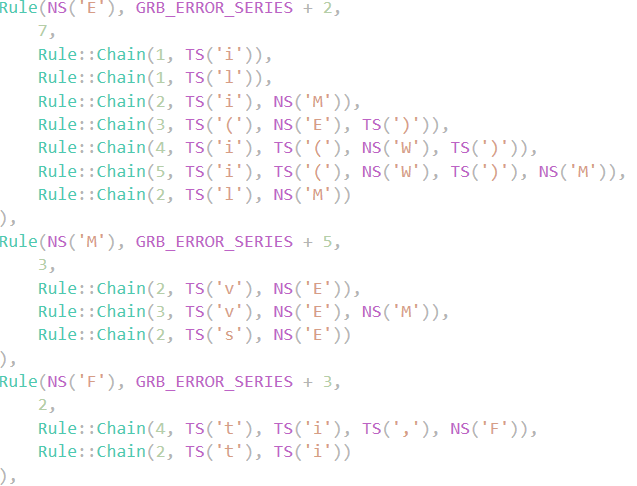 Rule(NS('E'), GRB_ERROR_SERIES + 2,
    7,
    Rule::Chain(1, TS('i')),
    Rule::Chain(1, TS('l')),
    Rule::Chain(2, TS('i'), NS('M')),
    Rule::Chain(3, TS('('), NS('E'), TS(')')),
    Rule::Chain(4, TS('i'), TS('('), NS('W'), TS(')')),
    Rule::Chain(5, TS('i'), TS('('), NS('W'), TS(')'), NS('M')),
    Rule::Chain(2, TS('l'), NS('M'))
),
Rule(NS('M'), GRB_ERROR_SERIES + 5,
    3,
    Rule::Chain(2, TS('v'), NS('E')),
    Rule::Chain(3, TS('v'), NS('E'), NS('M')),
    Rule::Chain(2, TS('s'), NS('E'))
),
Rule(NS('F'), GRB_ERROR_SERIES + 3,
    2,
    Rule::Chain(4, TS('t'), TS('i'), TS(','), NS('F')),
    Rule::Chain(2, TS('t'), TS('i'))
),